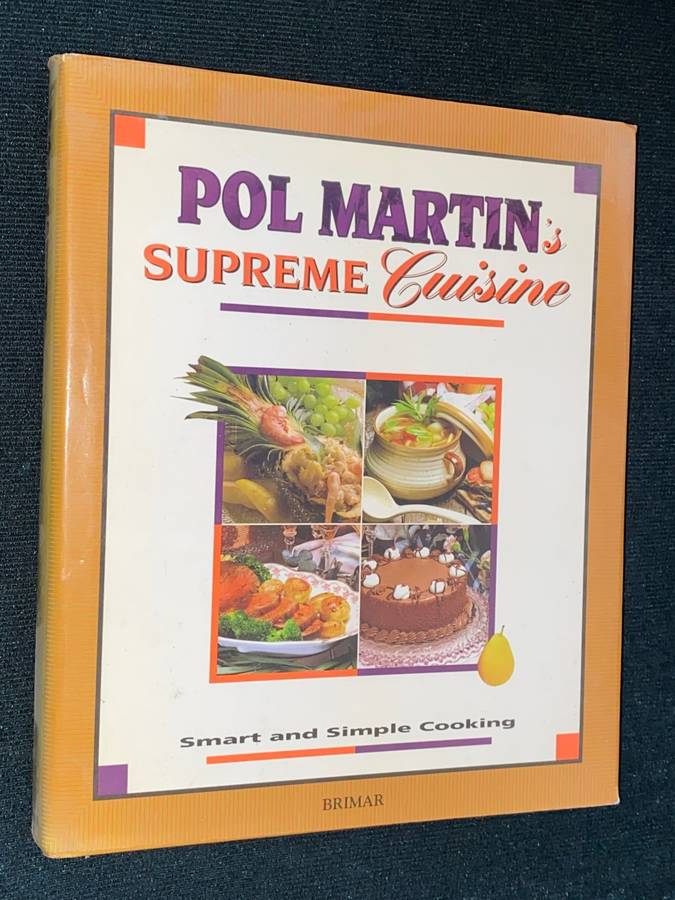 POL MARTIN's
SUPREME Cuisine
Smart and Simple Cooking
BRIMAR